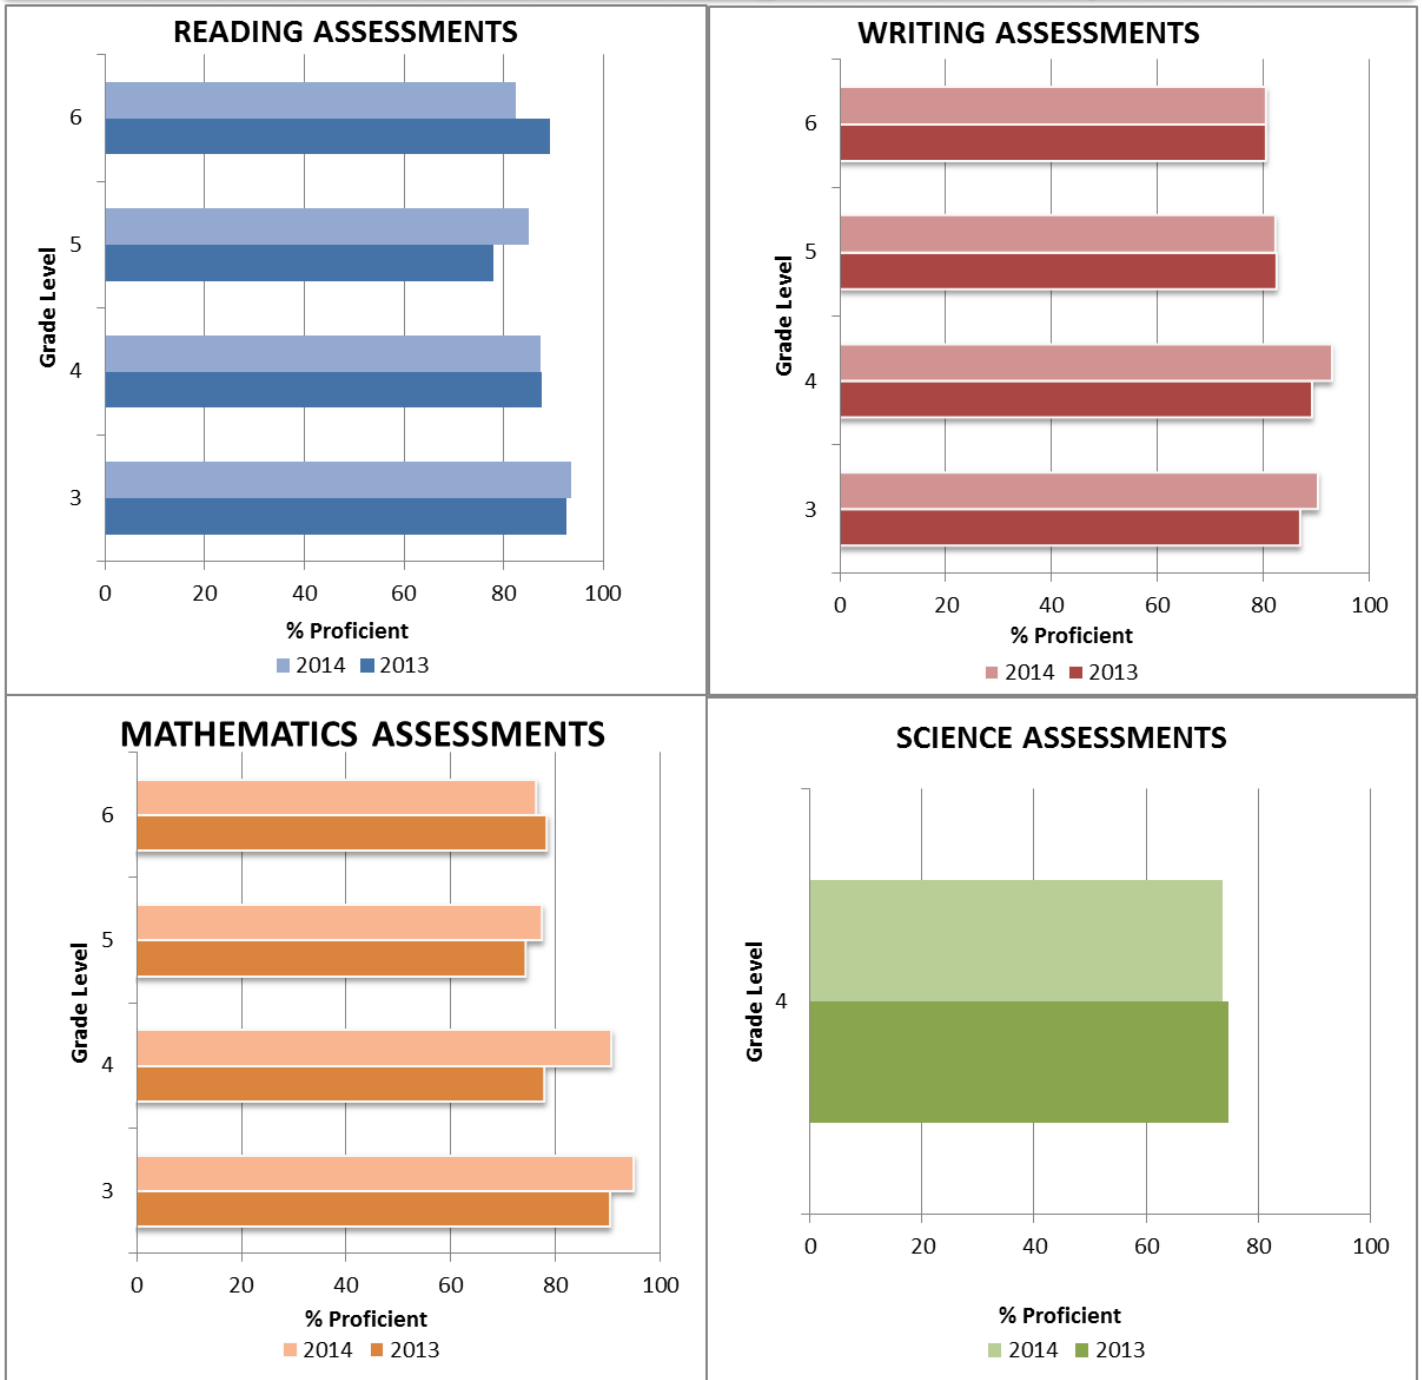 READING ASSESSMENTS
6
5
4
3
Grade Level
0 20 40 60 80 100
% Proficient
2014 2013
WRITING ASSESSMENTS
6
5
4
3
Grade Level
0 20 40 60 80 100
% Proficient
2014 2013
MATHEMATICS ASSESSMENTS
6
5
4
3
Grade Level
0 20 40 60 80 100
% Proficient
2014 2013
SCIENCE ASSESSMENTS
4
Grade Level
0 20 40 60 80 100
% Proficient
2014 2013